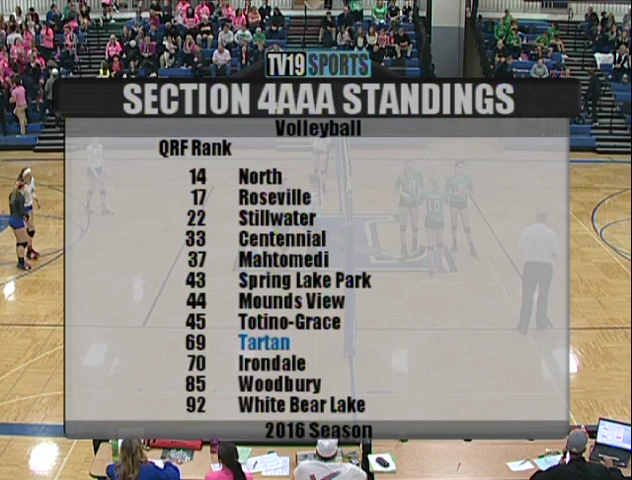 TV19 SPORTS
SECTION 4AAA STANDINGS
Volleyball
QRF Rank
14 North
17 Roseville
22 Stillwater
33 Centennial
37 Mahtomedi
43 Spring Lake Park
44 Mounds View
45 Totino-Grace
69 Tartan
70 Irondale
85 Woodbury
92 White Bear Lake
2016 Season